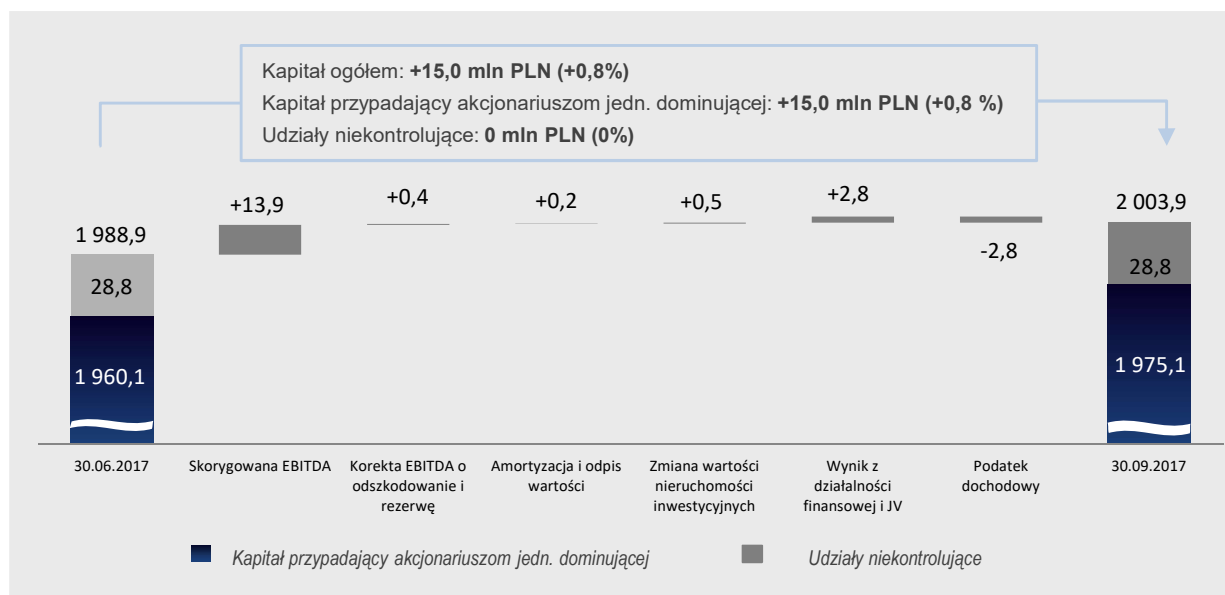 Kapitał ogółem: +15,0 mln PLN (+0,8%)
Kapitał przypadający akcjonariuszom jedn. dominującej: +15,0 mln PLN (+0,8 %)
Udziały niekontrolujące: 0 mln PLN (0%)
1 988,9
+13,9
+0,4
+0,2
+0,5
+2,8
-2,8
2 003,9
28,8
28,8
1 960,1
1 975,1
30.06.2017
Skorygowana EBITDA
Korekta EBITDA o
odszkodowanie i
rezerwę
Amortyzacja i odpis
wartości
Zmiana wartości
nieruchomości
inwestycyjnych
Wynik z
działalności
finansowej i JV
Podatek
dochodowy
30.09.2017
Kapitał przypadający akcjonariuszom jedn. dominującej
Udziały niekontrolujące